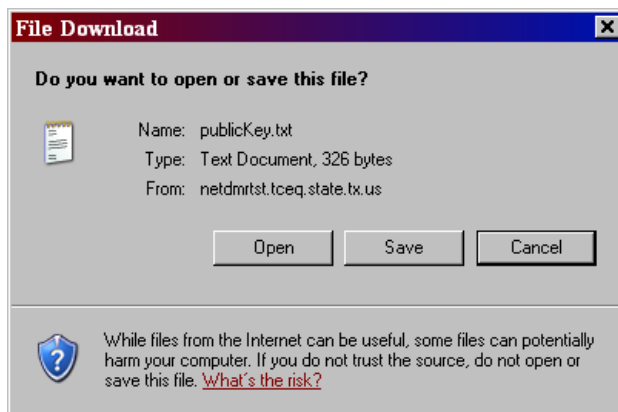 File Download
Do you want to open or save this file?
Name: publicKey.txt
Type: Text Document, 326 bytes
From: netdmrtst.tceq.state.tx.us
Open Save Cancel
While files from the Internet can be useful, some files can potentially
harm your computer. If you do not trust the source, do not open or
save this file. What's the risk?